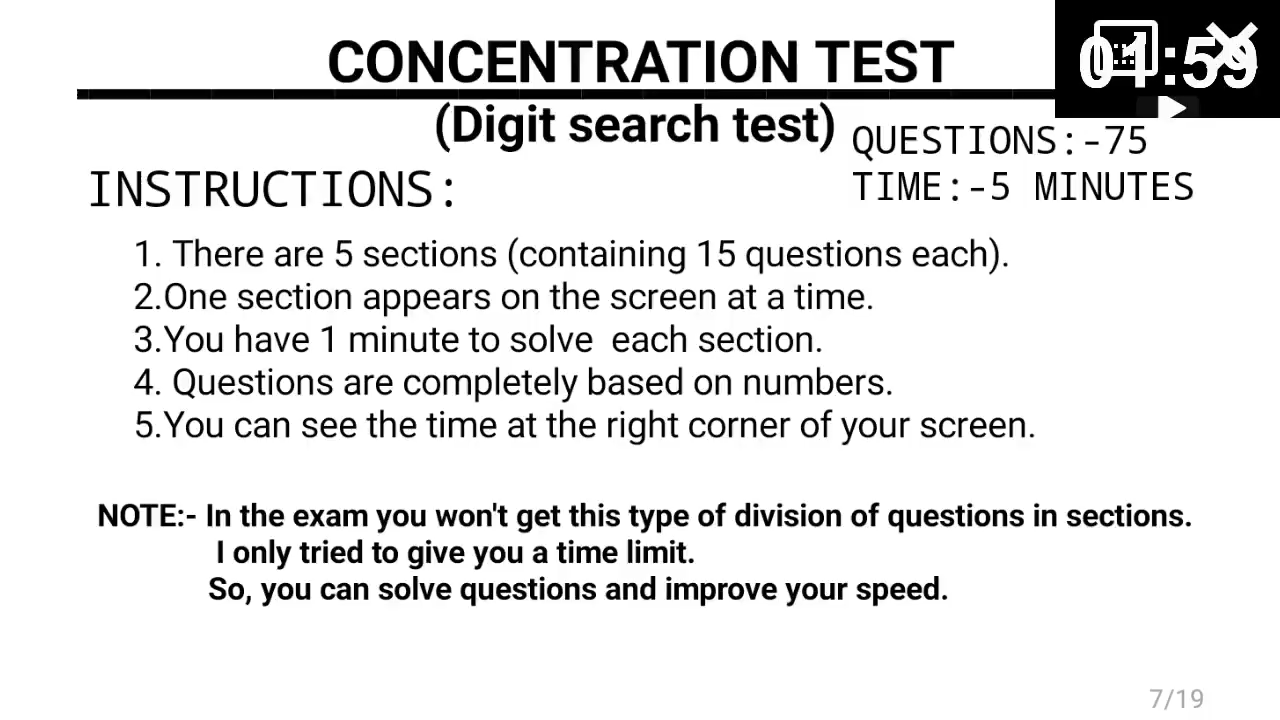 CONCENTRATION TEST
01:59
(Digit search test)
QUESTIONS:-75
TIME:-5 MINUTES
INSTRUCTIONS:
1. There are 5 sections (containing 15 questions each).
2.One section appears on the screen at a time.
3.You have 1 minute to solve  each section.
4. Questions are completely based on numbers.
5.You can see the time at the right corner of your screen.
NOTE:- In the exam you won't get this type of division of questions in sections.
I only tried to give you a time limit.
So, you can solve questions and improve your speed.
7/19